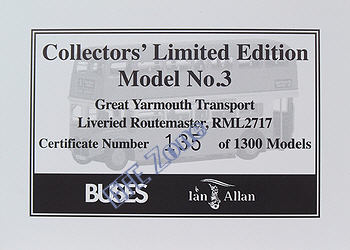 Collectors' Limited Edition
Model No.3
Great Yarmouth Transport
Liveried Routemaster, RML2717
Certificate Number 135 of 1300 Models
BUSES
Ian Allan